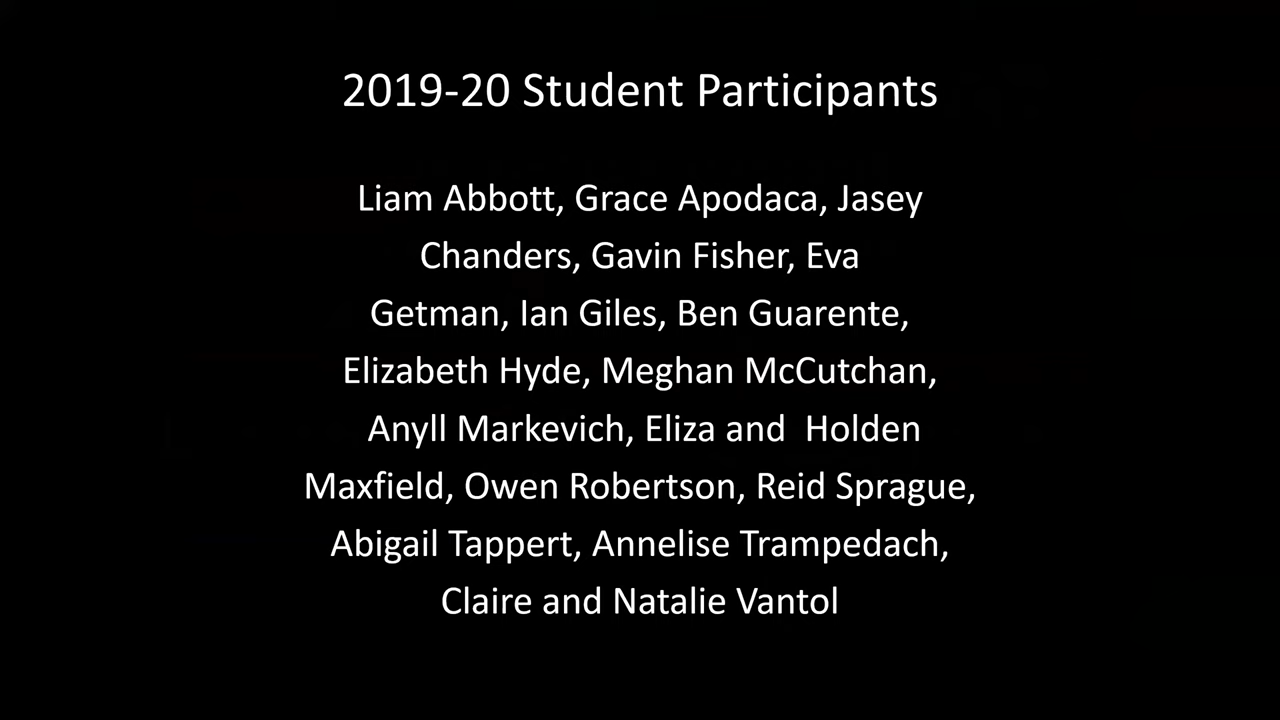 2019-20 Student Participants
Liam Abbott, Grace Apodaca, Jasey
Chanders, Gavin Fisher, Eva
Getman, Ian Giles, Ben Guarente,
Elizabeth Hyde, Meghan McCutchan,
Anyll Markevich, Eliza and  Holden
Maxfield, Owen Robertson, Reid Sprague,
Abigail Tappert, Annelise Trampedach,
Claire and Natalie Vantol